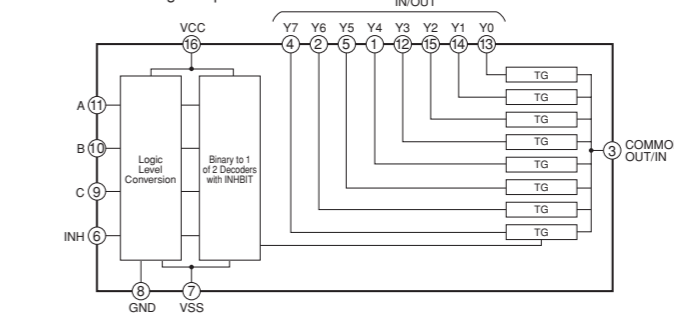 IN/OUT
VCC Y7 Y6 Y5 Y4 Y3 Y2 Y1 Y0
16 4 2 5 1 12 15 14 13
TG
TG
TG
TG
TG
TG
TG
TG
A 11
B 10
C 9
INH 6
Logic
Level
Conversion
Binary to 1
of 2 Decoders
with INHBIT
3 COMMO
OUT/IN
8 7
GND VSS